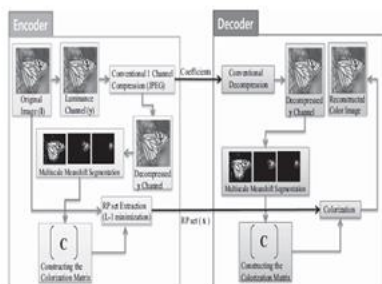 Encoder
Original
Image (I)
Luminance
Channel (y)
Conventional 1 Channel
Compression (JPEG)
Decompressed
y Channel
Multiscale Meanshift Segmentation
RP set Extraction
(L-1 minimization)
( C )
Constructing the
Colorization Matrix
Coefficients
RP set ( x )
Decoder
Conventional
Decompression
Decompressed
y Channel
Reconstructed
Color Image
Multiscale Meanshift Segmentation
Colorization
( C )
Constructing the
Colorization Matrix